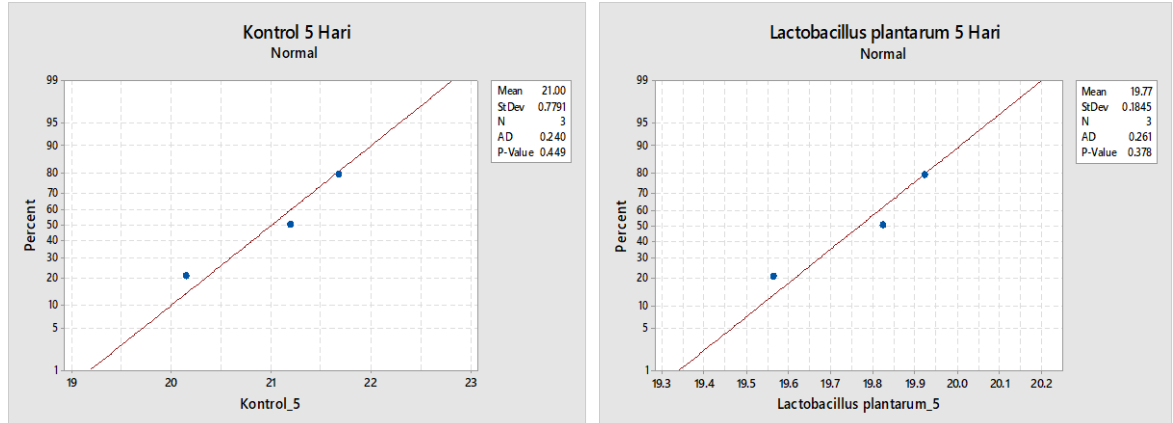 Kontrol 5 Hari
Normal
99
95
90
80
70
60
50
40
30
20
10
5
1
Percent
19
20
21
22
23
Kontrol_5
Mean 21.00
StDev 0.7791
N 3
AD 0.240
P-Value 0.449
Lactobacillus plantarum 5 Hari
Normal
99
95
90
80
70
60
50
40
30
20
10
5
1
Percent
19.3
19.4
19.5
19.6
19.7
19.8
19.9
20.0
20.1
20.2
Lactobacillus plantarum_5
Mean 19.77
StDev 0.1845
N 3
AD 0.261
P-Value 0.378